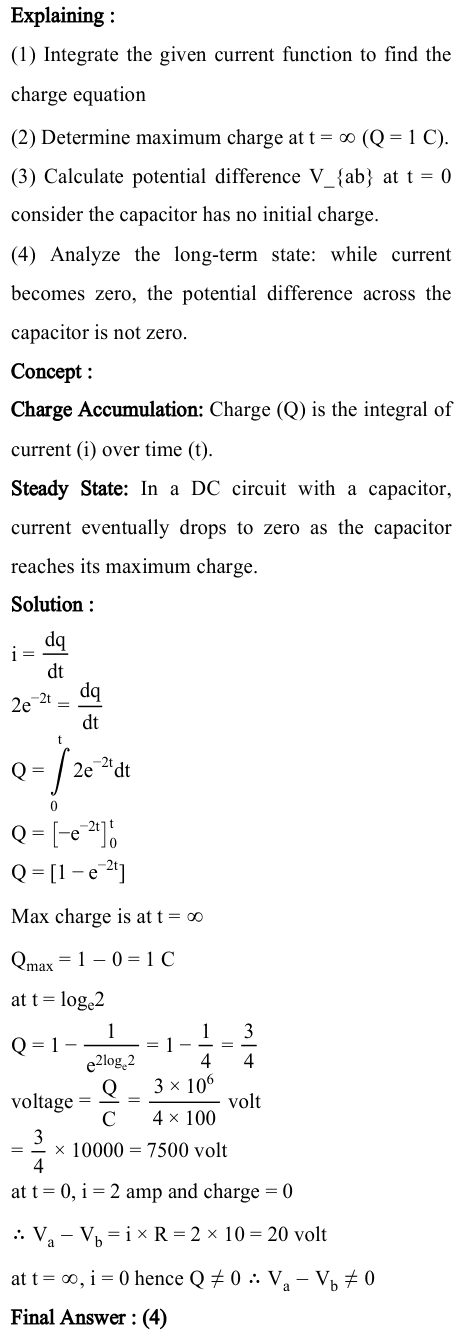 Explaining :
(1) Integrate the given current function to find the
charge equation
(2) Determine maximum charge at t = ∞ (Q = 1 C).
(3) Calculate potential difference V_{ab} at t = 0
consider the capacitor has no initial charge.
(4) Analyze the long-term state: while current
becomes zero, the potential difference across the
capacitor is not zero.
Concept :
Charge Accumulation: Charge (Q) is the integral of
current (i) over time (t).
Steady State: In a DC circuit with a capacitor,
current eventually drops to zero as the capacitor
reaches its maximum charge.
Solution :
i = dq/dt
2e^{-2t} = dq/dt
Q = ∫_0^t 2e^{-2t}dt
Q = [−e^{-2t}]_0^t
Q = [1 − e^{-2t}]
Max charge is at t = ∞
Q_{max} = 1 − 0 = 1 C
at t = log_e2
Q = 1 − 1/e^{2log_e2} = 1 − 1/4 = 3/4
voltage = Q/C = (3 × 10^6)/(4 × 100) volt
= 3/4 × 10000 = 7500 volt
at t = 0, i = 2 amp and charge = 0
∴ V_a − V_b = i × R = 2 × 10 = 20 volt
at t = ∞, i = 0 hence Q ≠ 0 ∴ V_a − V_b ≠ 0
Final Answer : (4)